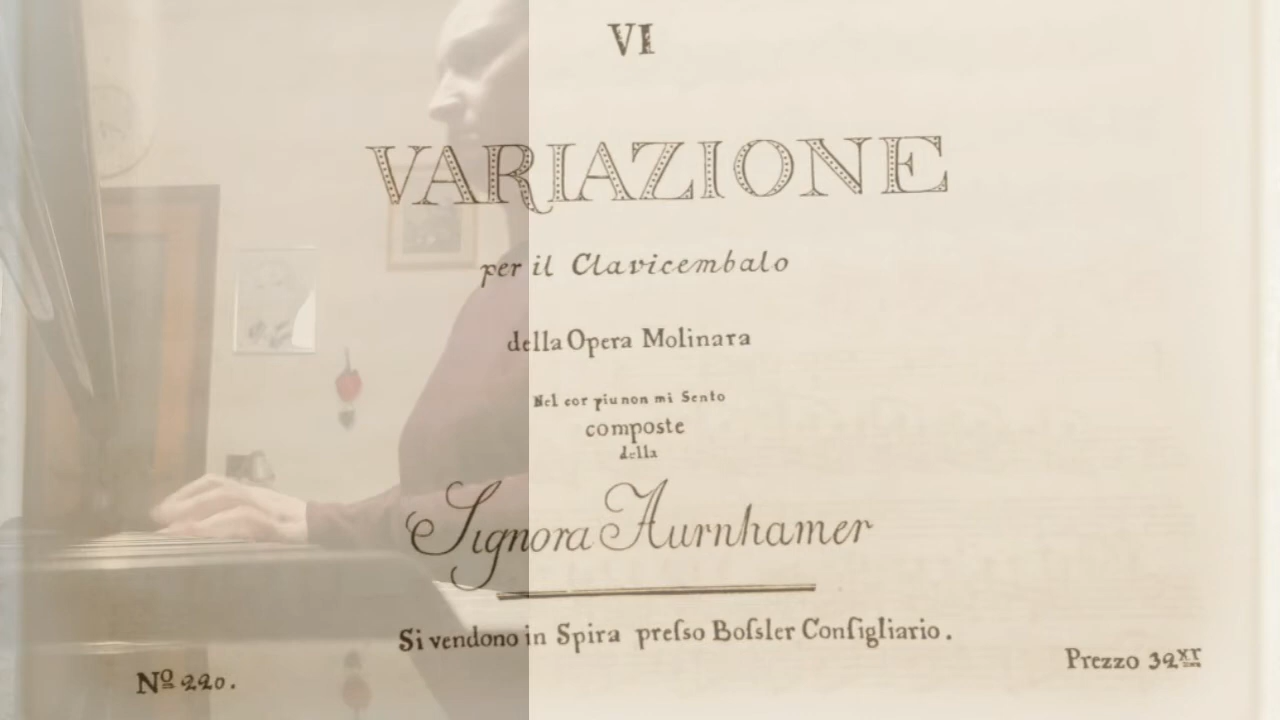 VI
VARIAZIONE
per il Clavicembalo
della Opera Molinara
Nel cor piu non mi Sento
composte
della
Signora Aurnhamer
Si vendono in Spira preſso Boſsler Conſigliario.
Nº 220.
Prezzo 32 xr